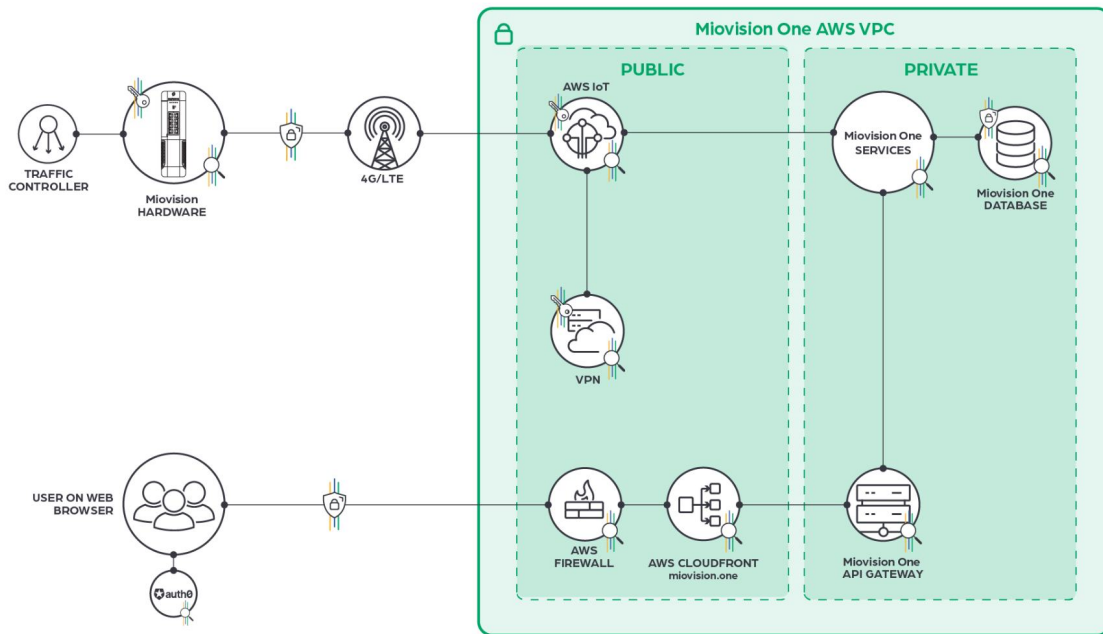 Miovision One AWS VPC
PUBLIC
PRIVATE
AWS IoT
Miovision One
SERVICES
TRAFFIC
CONTROLLER
Miovision
HARDWARE
4G/LTE
Miovision One
DATABASE
VPN
USER ON WEB
BROWSER
AWS
FIREWALL
AWS CLOUDFRONT
miovision.one
Miovision One
API GATEWAY
auth0